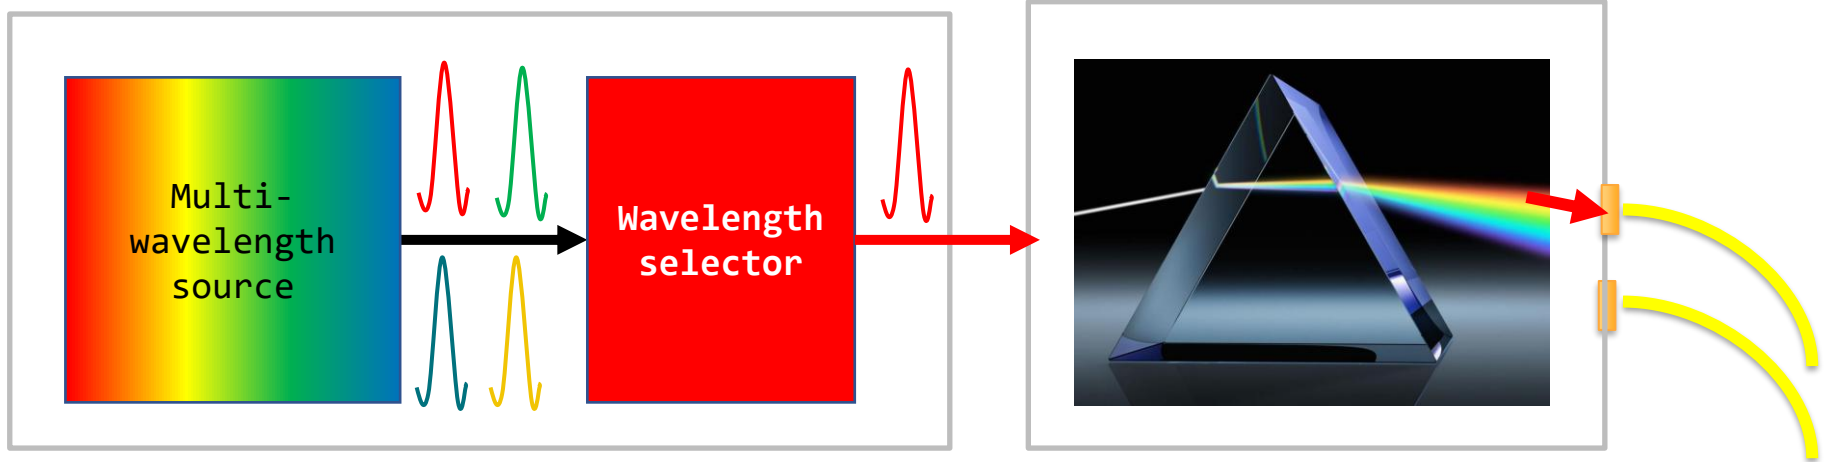 Multi-
wavelength
source
Wavelength
selector